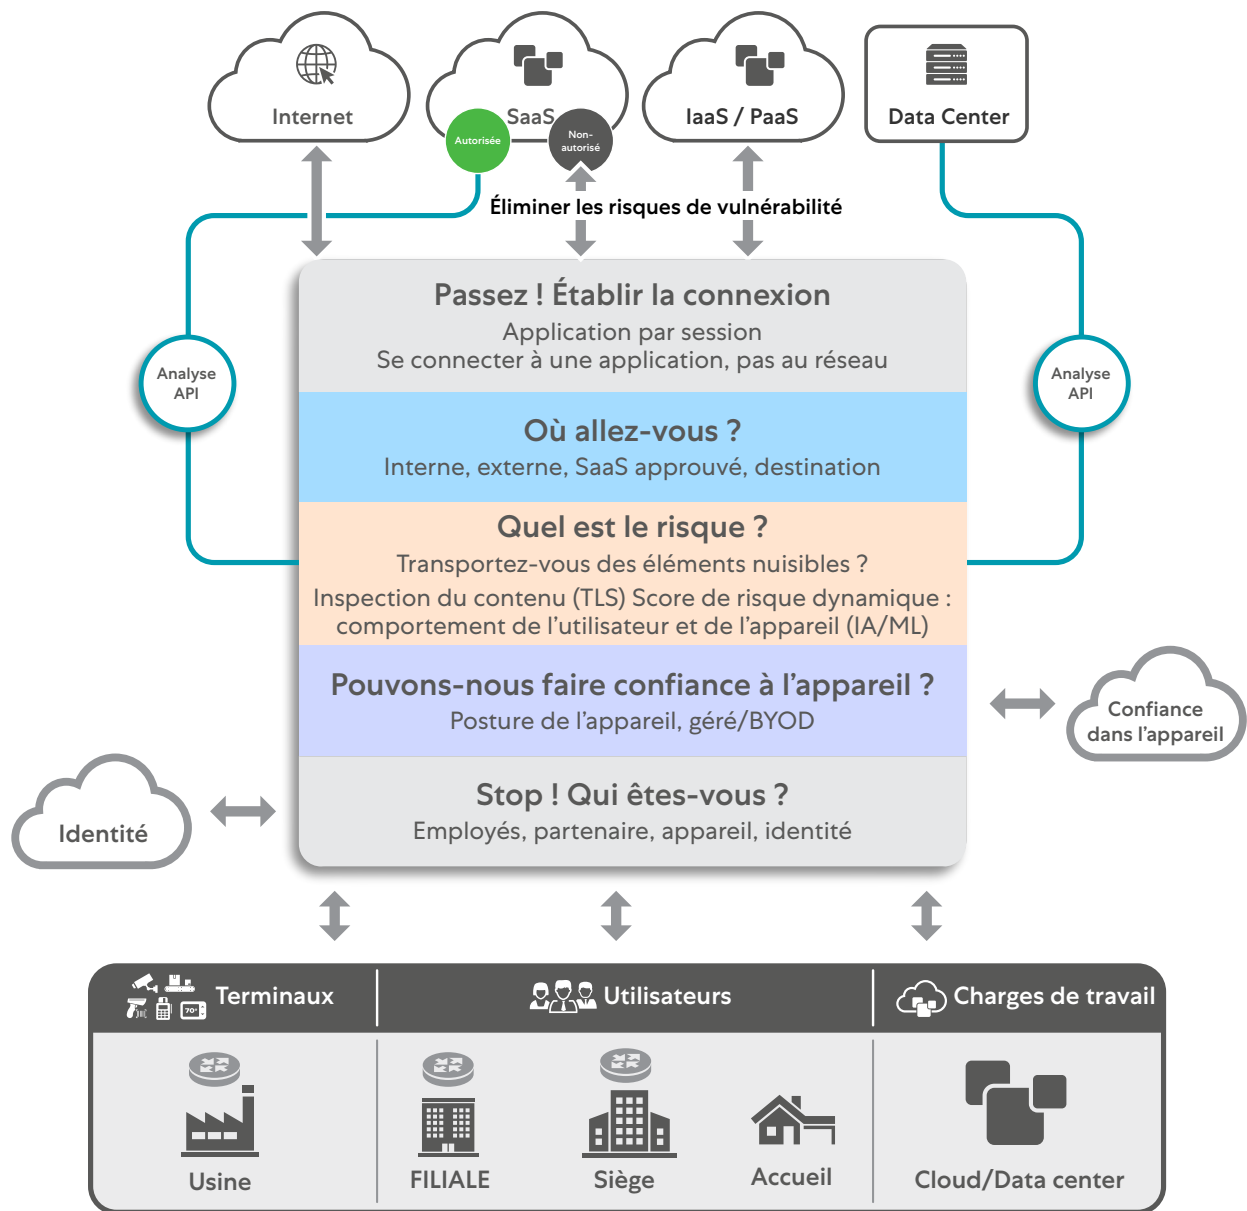 Internet
SaaS
IaaS / PaaS
Data Center
Autorisée
Non-
autorisé
Éliminer les risques de vulnérabilité
Passez ! Établir la connexion
Application par session
Se connecter à une application, pas au réseau
Analyse
API
Analyse
API
Où allez-vous ?
Interne, externe, SaaS approuvé, destination
Quel est le risque ?
Transportez-vous des éléments nuisibles ?
Inspection du contenu (TLS) Score de risque dynamique :
comportement de l’utilisateur et de l’appareil (IA/ML)
Pouvons-nous faire confiance à l’appareil ?
Posture de l’appareil, géré/BYOD
Confiance
dans l’appareil
Stop ! Qui êtes-vous ?
Employés, partenaire, appareil, identité
Identité
Terminaux
70°
Utilisateurs
Charges de travail
Usine
FILIALE
Siège
Accueil
Cloud/Data center